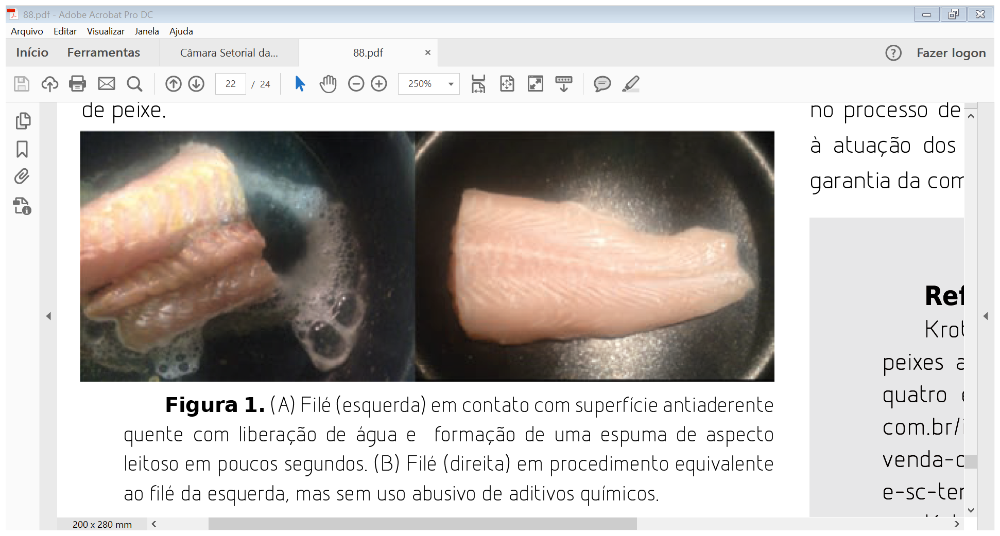 88.pdf - Adobe Acrobat Pro DC
Arquivo Editar Visualizar Janela Ajuda
Início Ferramentas Câmara Setorial da... 88.pdf × ? Fazer logon
22 / 24 250%
de peixe.
Figura 1. (A) Filé (esquerda) em contato com superfície antiaderente
quente com liberação de água e formação de uma espuma de aspecto
leitoso em poucos segundos. (B) Filé (direita) em procedimento equivalente
ao filé da esquerda, mas sem uso abusivo de aditivos químicos.
no processo de
à atuação dos
garantia da com
Ref
Krot
peixes a
quatro e
com.br/i
venda-c
e-sc-ter
200 x 280 mm